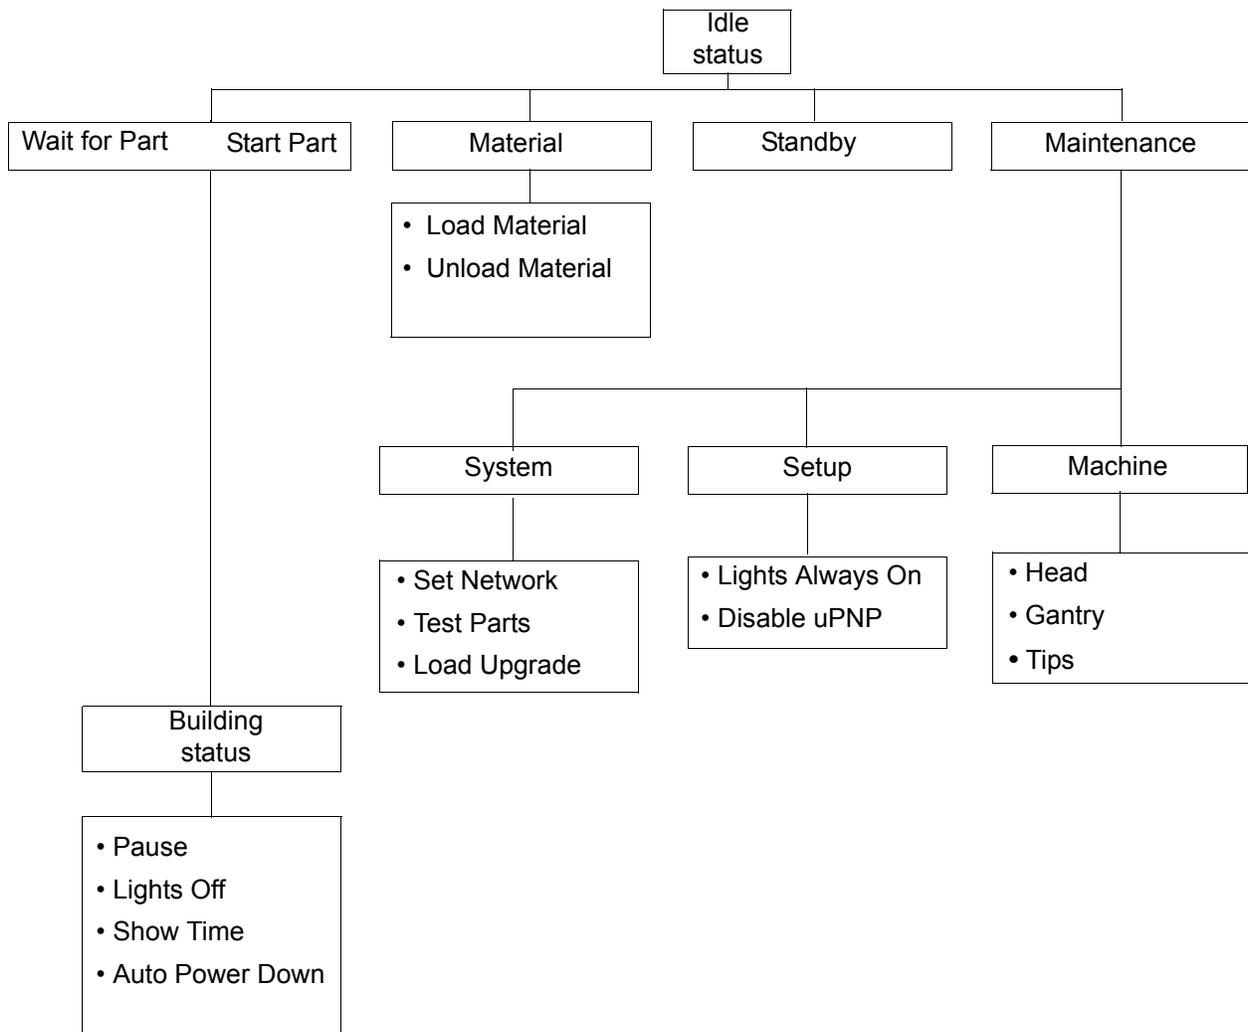 Idle
status
Wait for Part
Start Part
Material
Standby
Maintenance
• Load Material
• Unload Material
System
Setup
Machine
• Set Network
• Test Parts
• Load Upgrade
• Lights Always On
• Disable uPNP
• Head
• Gantry
• Tips
Building
status
• Pause
• Lights Off
• Show Time
• Auto Power Down